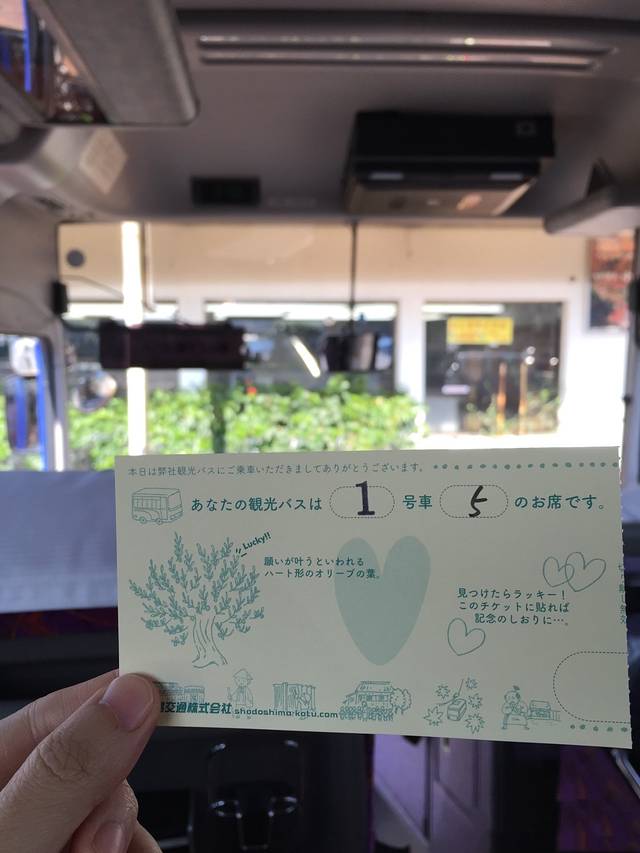 本日は弊社観光バスにご乗車いただきましてありがとうございます。
あなたの観光バスは 1 号車 5 のお席です。
Lucky!!
願いが叶うといわれる
ハート形のオリーブの葉。
見つけたらラッキー！
このチケットに貼れば
記念のしおりに…。
交通株式会社 shodoshima-kotu.com